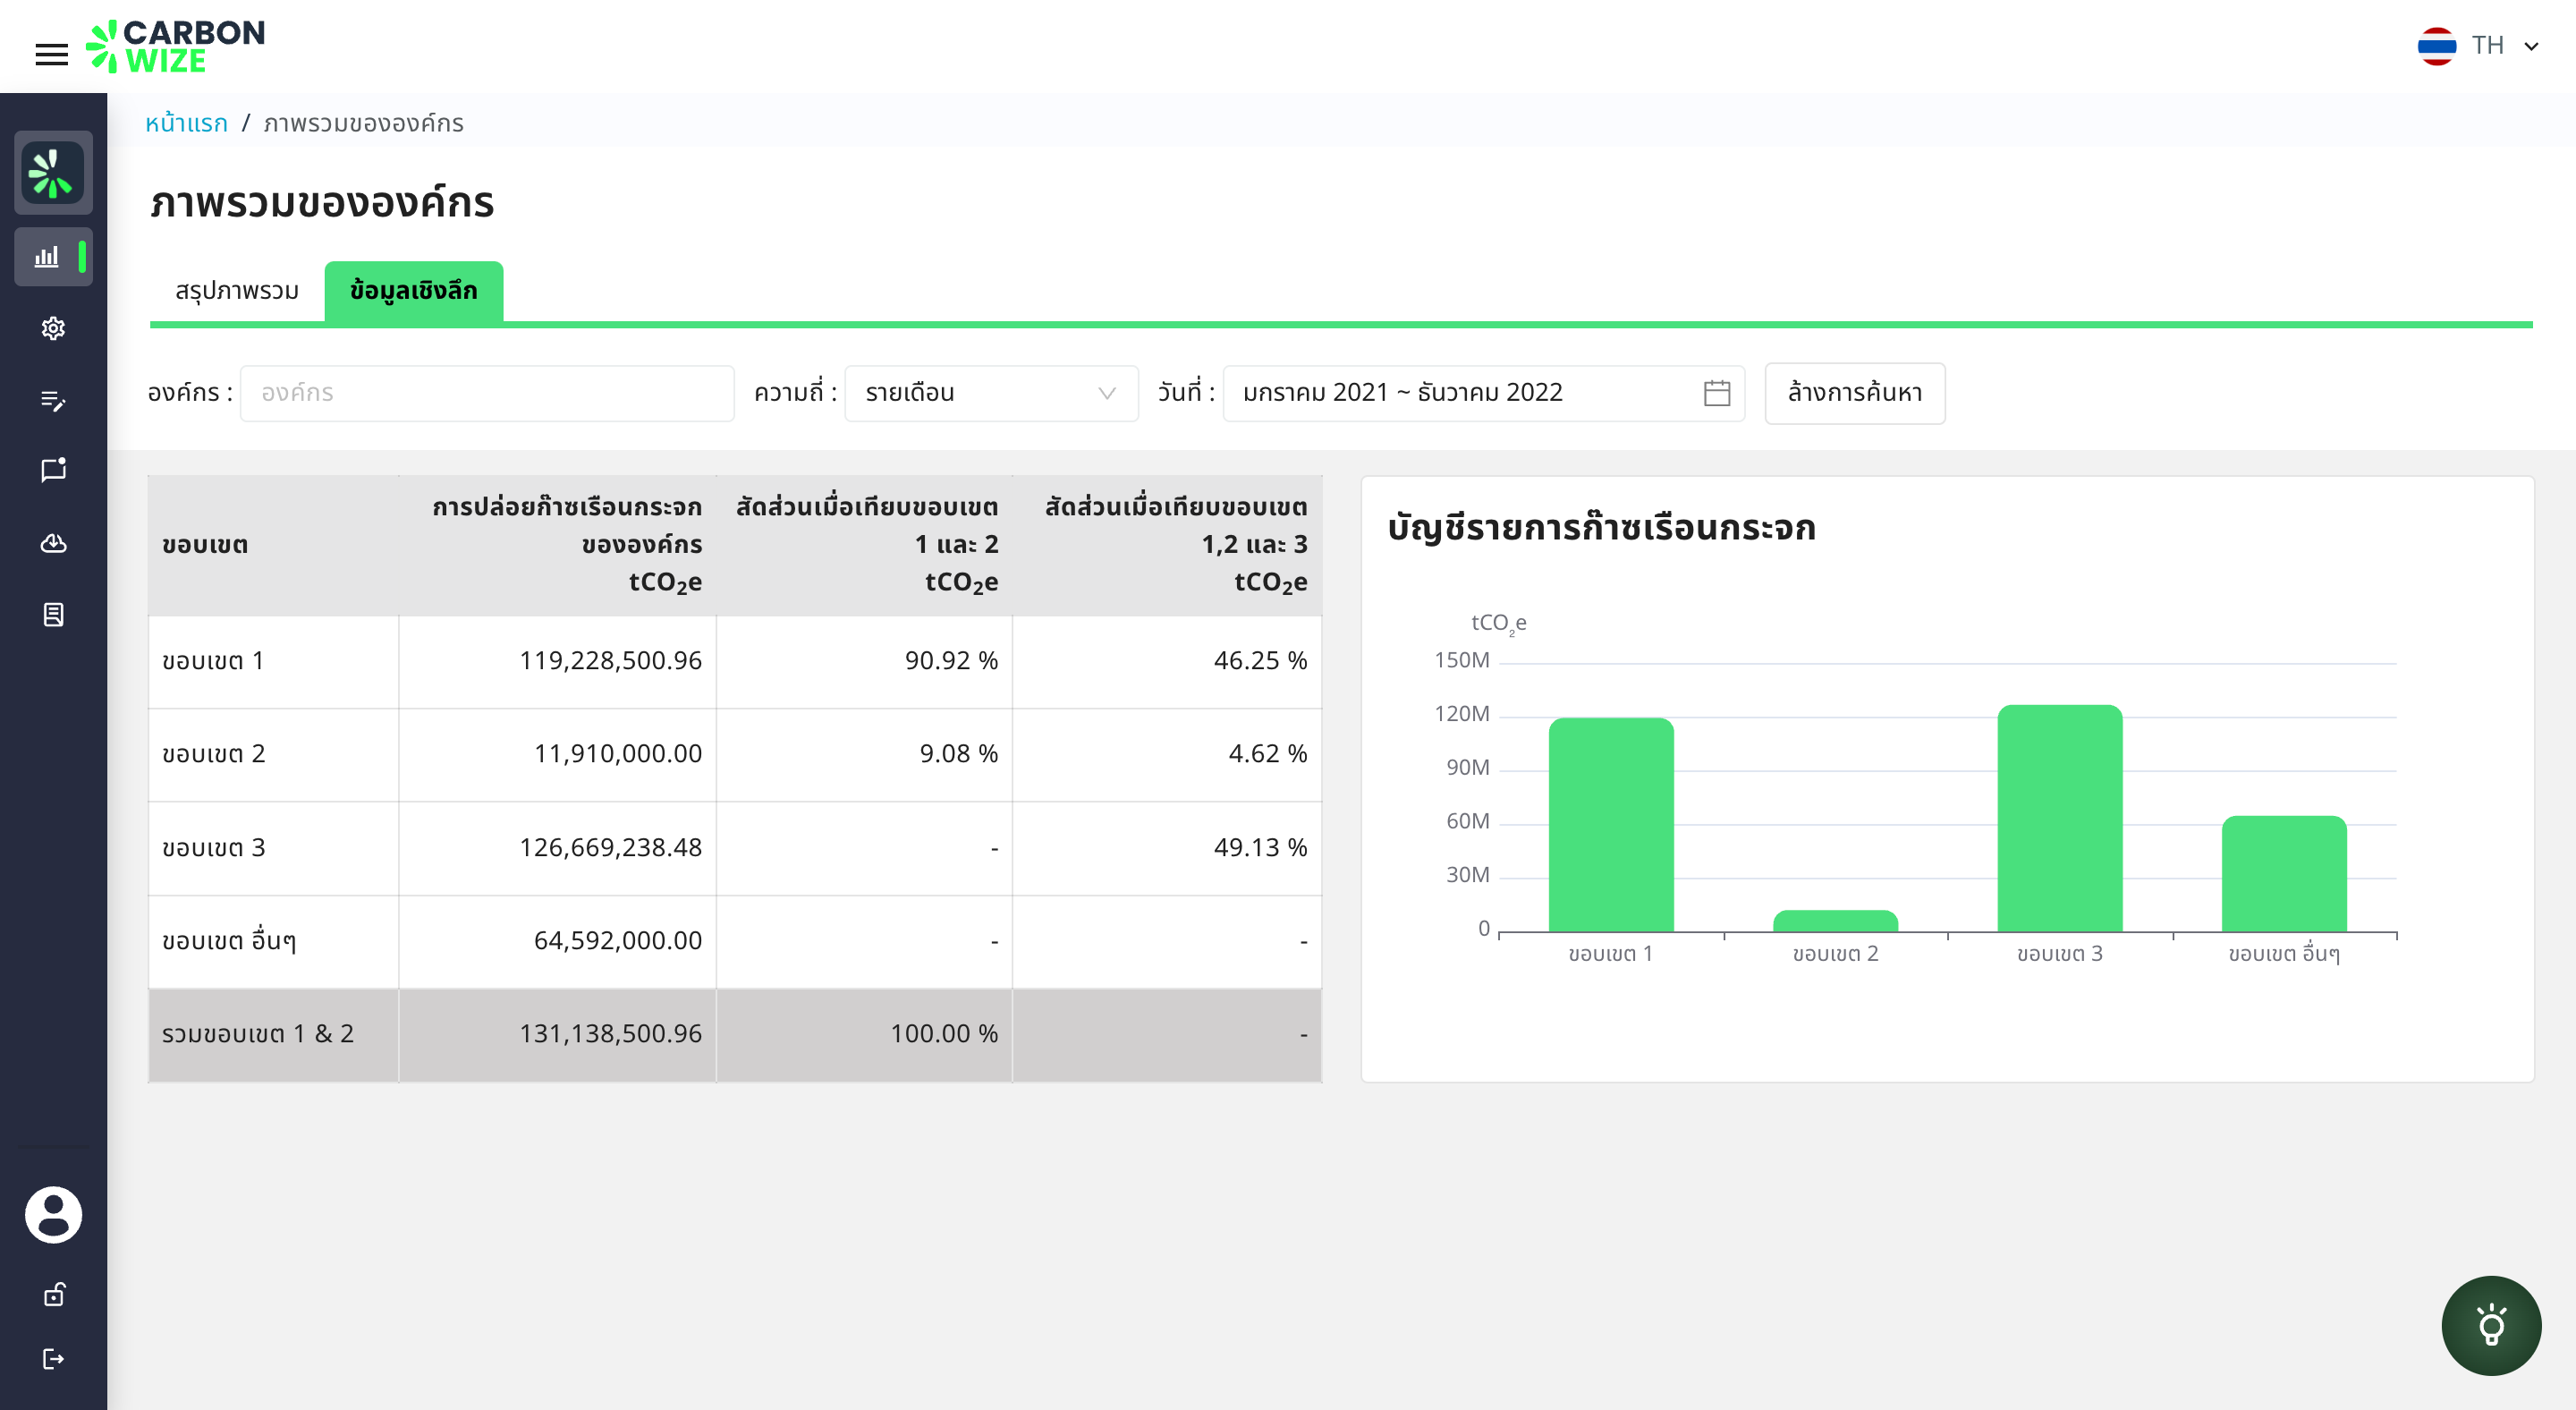 CARBON
WIZE
TH
หน้าแรก / ภาพรวมขององค์กร
ภาพรวมขององค์กร
สรุปภาพรวม ข้อมูลเชิงลึก
องค์กร : องค์กร ความถี่ : รายเดือน วันที่ : มกราคม 2021 ~ ธันวาคม 2022 ล้างการค้นหา
ขอบเขต
การปล่อยก๊าซเรือนกระจก
ขององค์กร
tCO₂e
สัดส่วนเมื่อเทียบขอบเขต
1 และ 2
tCO₂e
สัดส่วนเมื่อเทียบขอบเขต
1,2 และ 3
tCO₂e
ขอบเขต 1 119,228,500.96 90.92 % 46.25 %
ขอบเขต 2 11,910,000.00 9.08 % 4.62 %
ขอบเขต 3 126,669,238.48 - 49.13 %
ขอบเขต อื่นๆ 64,592,000.00 - -
รวมขอบเขต 1 & 2 131,138,500.96 100.00 % -
บัญชีรายการก๊าซเรือนกระจก
tCO₂e
150M
120M
90M
60M
30M
0
ขอบเขต 1 ขอบเขต 2 ขอบเขต 3 ขอบเขต อื่นๆ